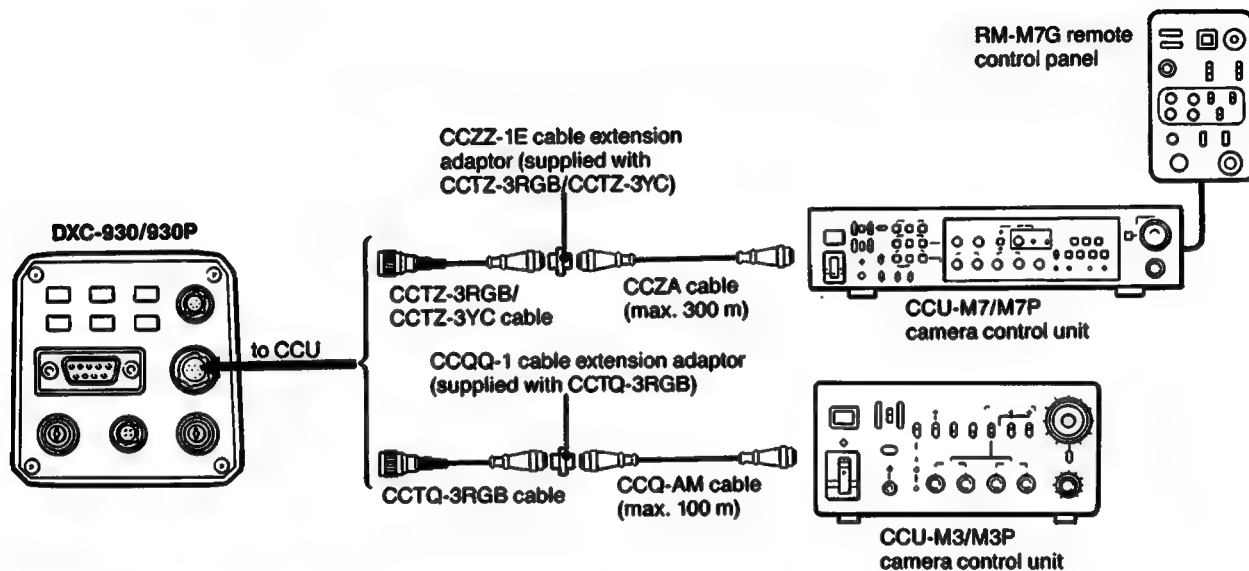 RM-M7G remote
control panel
CCZZ-1E cable extension
adaptor (supplied with
CCTZ-3RGB/CCTZ-3YC)
DXC-930/930P
to CCU
CCTZ-3RGB/
CCTZ-3YC cable
CCZA cable
(max. 300 m)
CCU-M7/M7P
camera control unit
CCQQ-1 cable extension adaptor
(supplied with CCTQ-3RGB)
CCTQ-3RGB cable
CCQ-AM cable
(max. 100 m)
CCU-M3/M3P
camera control unit